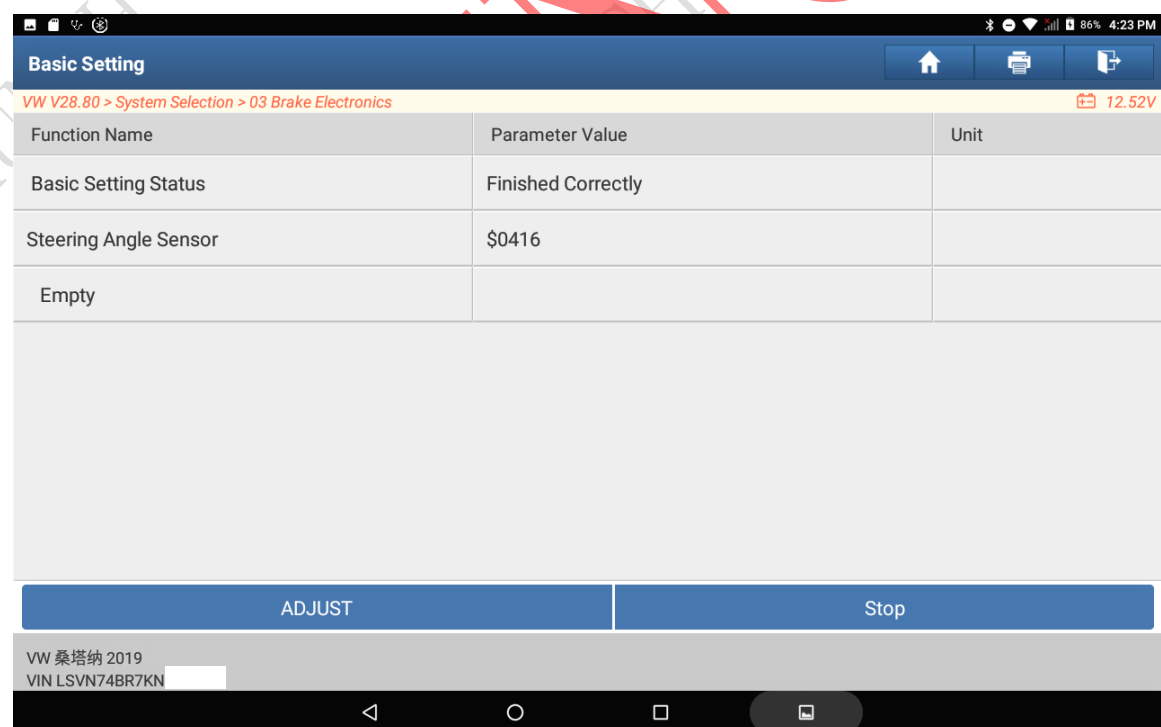 86% 4:23 PM
Basic Setting
VW V28.80 > System Selection > 03 Brake Electronics 12.52V
Function Name Parameter Value Unit
Basic Setting Status Finished Correctly
Steering Angle Sensor $0416
Empty
ADJUST Stop
VW 桑塔纳 2019
VIN LSVN74BR7KN